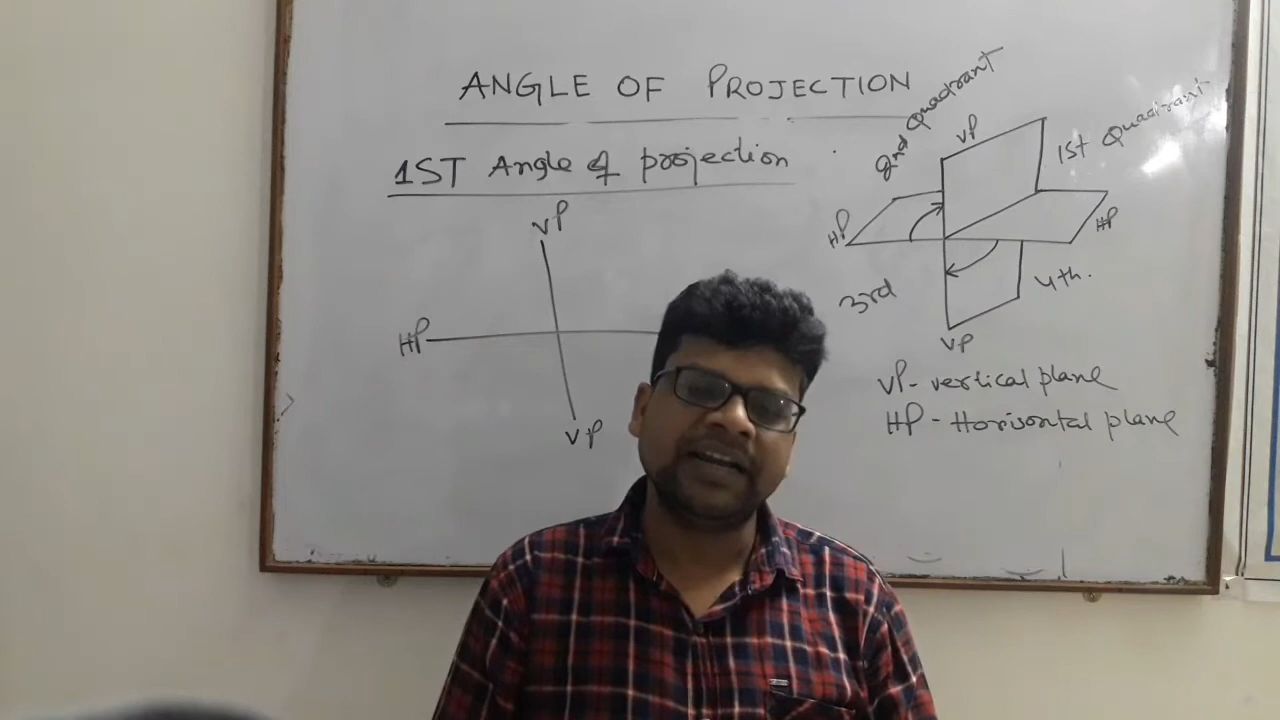 ANGLE OF PROJECTION
1ST Angle of projection
VP
HP
VP
2nd Quadrant
VP
1st Quadrant
HP
HP
3rd
4th.
VP
VP- vertical plane
HP - Horizontal plane